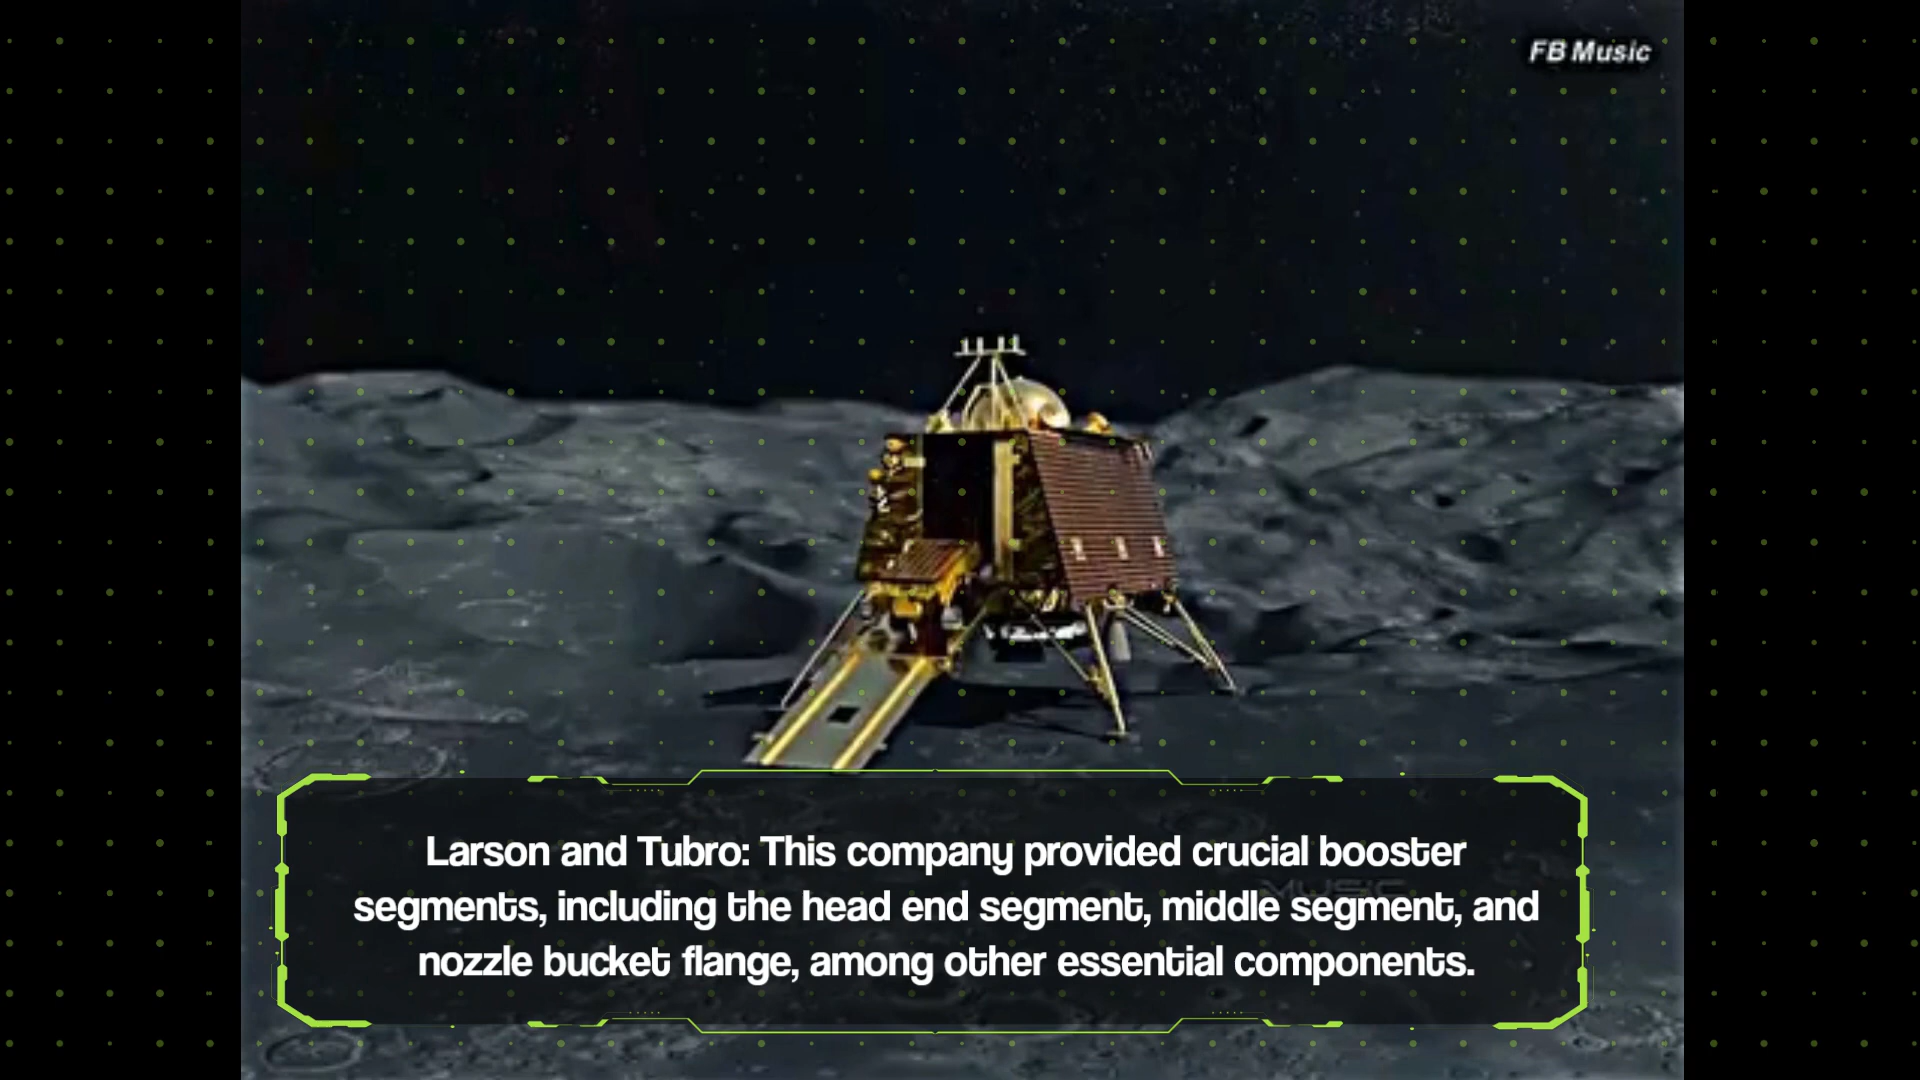 FB Music
Larson and Tubro: This company provided crucial booster
segments, including the head end segment, middle segment, and
nozzle bucket flange, among other essential components.
MUSIC